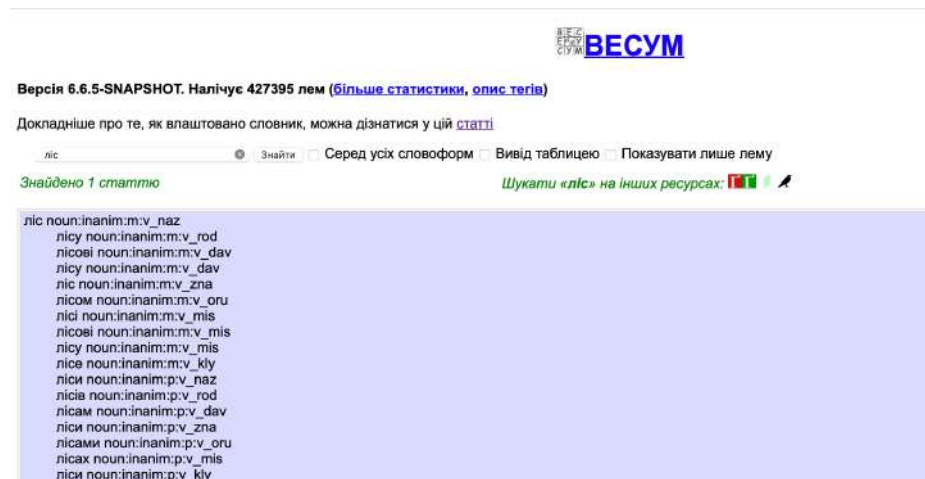 ВЕСУМ
Версія 6.6.5-SNAPSHOT. Налічує 427395 лем (більше статистики, опис тегів)
Докладніше про те, як влаштовано словник, можна дізнатися у цій статті
ліс Знайти Серед усіх словоформ Вивід таблицею Показувати лише лему
Знайдено 1 статтю Шукати «ліс» на інших ресурсах:
ліс noun:inanim:m:v_naz
лісу noun:inanim:m:v_rod
лісові noun:inanim:m:v_dav
лісу noun:inanim:m:v_dav
ліс noun:inanim:m:v_zna
лісом noun:inanim:m:v_oru
лісі noun:inanim:m:v_mis
лісові noun:inanim:m:v_mis
лісу noun:inanim:m:v_mis
лісе noun:inanim:m:v_kly
ліси noun:inanim:p:v_naz
лісів noun:inanim:p:v_rod
лісам noun:inanim:p:v_dav
ліси noun:inanim:p:v_zna
лісами noun:inanim:p:v_oru
лісах noun:inanim:p:v_mis
ліси noun:inanim:p:v_kly